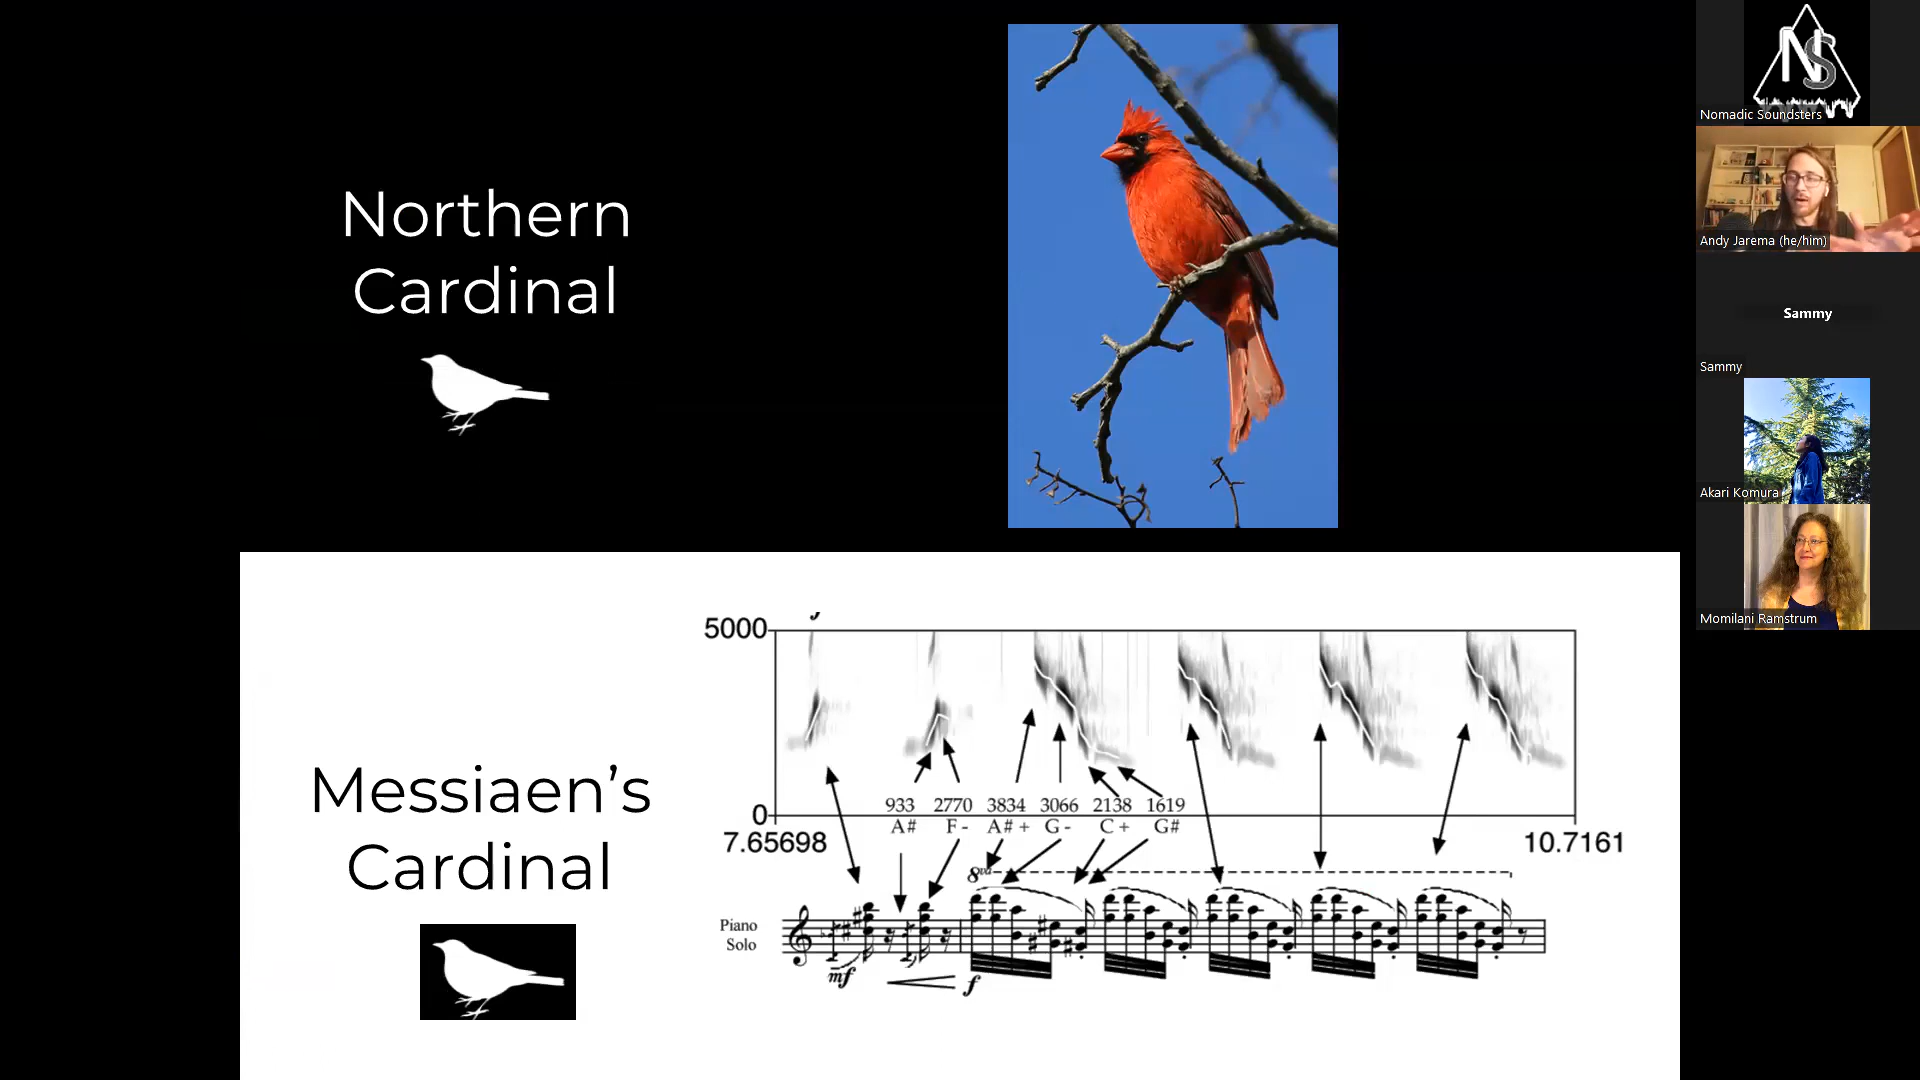 Northern
Cardinal
Messiaen’s
Cardinal
5000
0
7.65698
10.7161
933 2770 3834 3066 2138 1619
A# F- A#+ G- C+ G#
8va
Piano
Solo
mf
f
NS
Nomadic Soundsters
Andy Jarema (he/him)
Sammy
Sammy
Akari Komura
Momilani Ramstrum